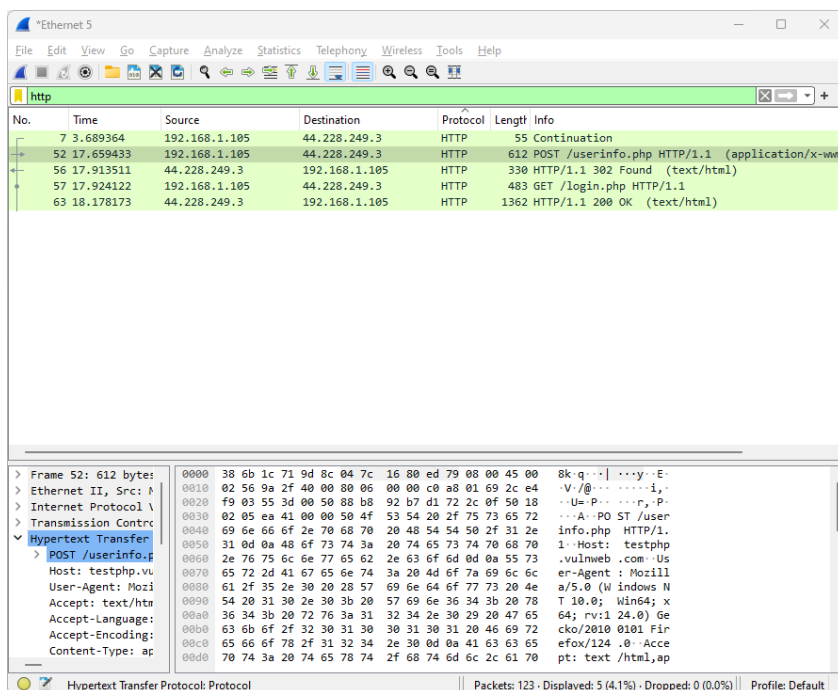 *Ethernet 5
File Edit View Go Capture Analyze Statistics Telephony Wireless Tools Help
http
No. Time Source Destination Protocol Length Info
7 3.689364 192.168.1.105 44.228.249.3 HTTP 55 Continuation
52 17.659433 192.168.1.105 44.228.249.3 HTTP 612 POST /userinfo.php HTTP/1.1 (application/x-ww
56 17.913511 44.228.249.3 192.168.1.105 HTTP 330 HTTP/1.1 302 Found (text/html)
57 17.924122 192.168.1.105 44.228.249.3 HTTP 483 GET /login.php HTTP/1.1
63 18.178173 44.228.249.3 192.168.1.105 HTTP 1362 HTTP/1.1 200 OK (text/html)
Frame 52: 612 bytes
Ethernet II, Src: M
Internet Protocol V
Transmission Contro
Hypertext Transfer
POST /userinfo.p
Host: testphp.vu
User-Agent: Mozi
Accept: text/htm
Accept-Language:
Accept-Encoding:
Content-Type: ap
0000 38 6b 1c 71 9d 8c 04 7c 16 80 ed 79 08 00 45 00 8k·q···| ···y··E·
0010 02 56 9a 2f 40 00 80 06 00 00 c0 a8 01 69 2c e4 ·V·/@··· ·····i,·
0020 f9 03 55 3d 00 50 88 b8 92 b7 d1 72 2c 0f 50 18 ··U=·P·· ···r,·P·
0030 02 05 ea 41 00 00 50 4f 53 54 20 2f 75 73 65 72 ···A··PO ST /user
0040 69 6e 66 6f 2e 70 68 70 20 48 54 54 50 2f 31 2e info.php HTTP/1.
0050 31 0d 0a 48 6f 73 74 3a 20 74 65 73 74 70 68 70 1··Host: testphp
0060 2e 76 75 6c 6e 77 65 62 2e 63 6f 6d 0d 0a 55 73 .vulnweb .com··Us
0070 65 72 2d 41 67 65 6e 74 3a 20 4d 6f 7a 69 6c 6c er-Agent : Mozill
0080 61 2f 35 2e 30 20 28 57 69 6e 64 6f 77 73 20 4e a/5.0 (W indows N
0090 54 20 31 30 2e 30 3b 20 57 69 6e 36 34 3b 20 78 T 10.0; Win64; x
00a0 36 34 3b 20 72 76 3a 31 32 34 2e 30 29 20 47 65 64; rv:1 24.0) Ge
00b0 63 6b 6f 2f 32 30 31 30 30 31 30 31 20 46 69 72 cko/2010 0101 Fir
00c0 65 66 6f 78 2f 31 32 34 2e 30 0d 0a 41 63 63 65 efox/124 .0··Acce
00d0 70 74 3a 20 74 65 78 74 2f 68 74 6d 6c 2c 61 70 pt: text /html,ap
Hypertext Transfer Protocol: Protocol Packets: 123 · Displayed: 5 (4.1%) · Dropped: 0 (0.0%) Profile: Default